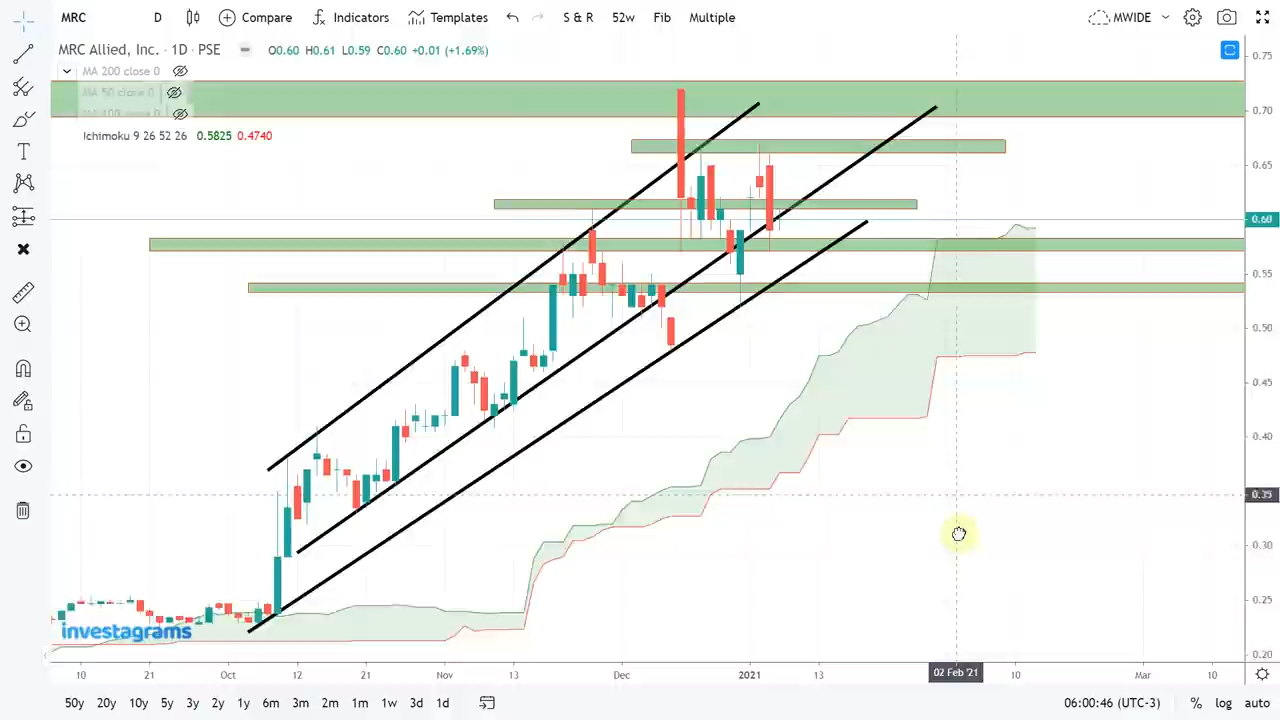 MRC D Compare Indicators Templates S & R 52w Fib Multiple MWIDE
MRC Allied, Inc. · 1D · PSE O0.60 H0.61 L0.59 C0.60 +0.01 (+1.69%)
MA 200 close 0
MA 50 close 0
MA 100 close 0
Ichimoku 9 26 52 26 0.5825 0.4740
0.75
0.70
0.65
0.60
0.55
0.50
0.45
0.40
0.35
0.30
0.25
0.20
investagrams
10 21 Oct 12 21 Nov 13 Dec 2021 13 02 Feb '21 10 Mar 10
50y 20y 10y 5y 3y 2y 1y 6m 3m 2m 1m 1w 3d 1d 06:00:46 (UTC-3) % log auto